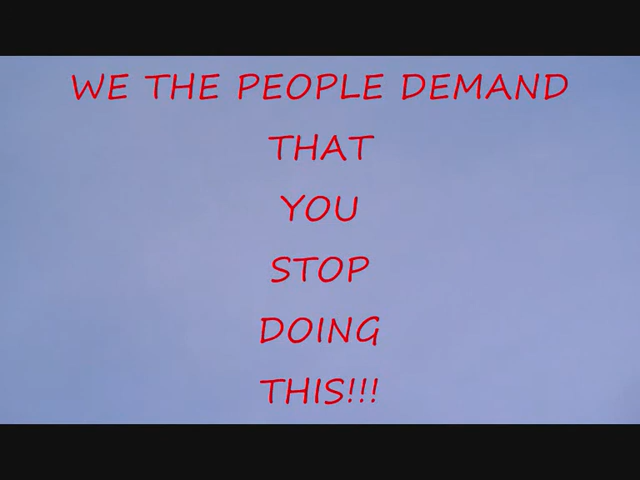 WE THE PEOPLE DEMAND
THAT
YOU
STOP
DOING
THIS!!!